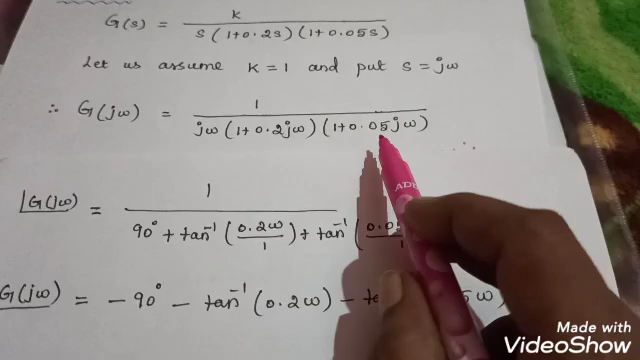 G(s) = K / s(1+0.2s)(1+0.05s)
Let us assume K=1 and put s=jω
∴ G(jω) = 1 / jω(1+0.2jω)(1+0.05jω)
∠G(jω) = 1 / 90° + tan⁻¹(0.2ω/1) + tan⁻¹(
G(jω) = -90° - tan⁻¹(0.2ω) -
ADD
Made with
VideoShow